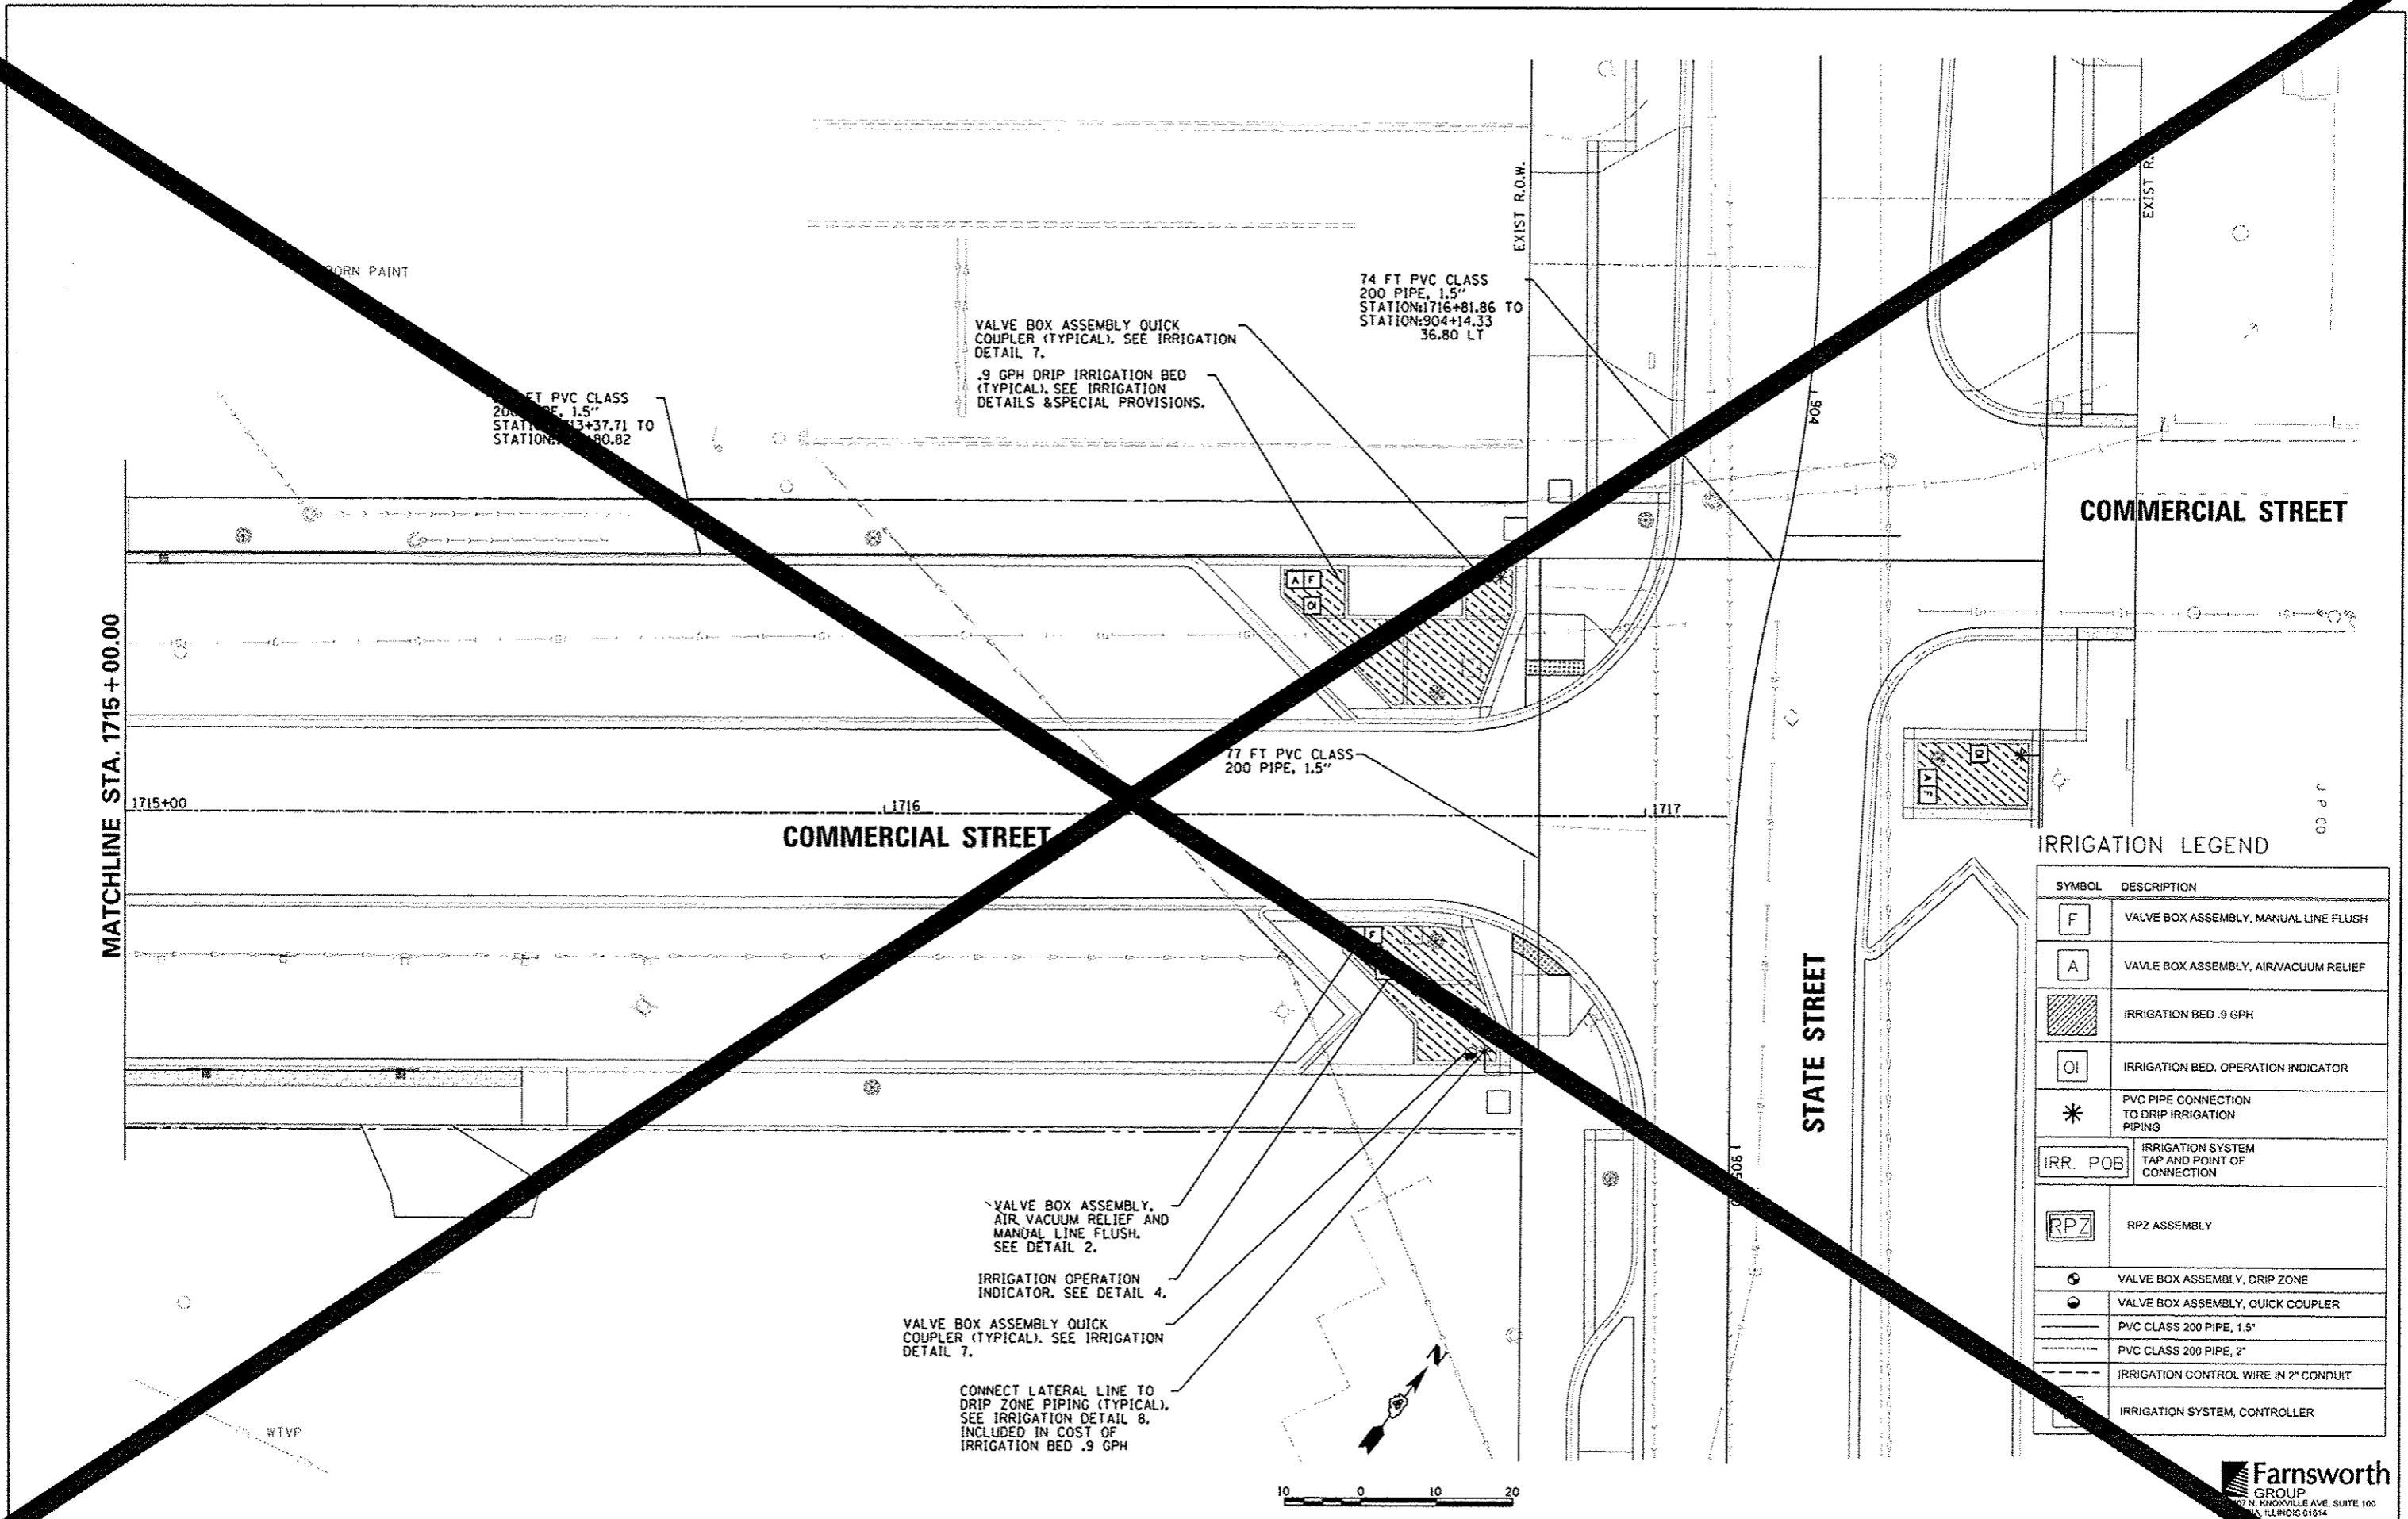 BORN PAINT
EXIST R.O.W.
EXIST R.
74 FT PVC CLASS
200 PIPE, 1.5"
STATION:1716+81.86 TO
STATION:904+14.33
36.80 LT
VALVE BOX ASSEMBLY QUICK
COUPLER (TYPICAL). SEE IRRIGATION
DETAIL 7.
.9 GPH DRIP IRRIGATION BED
(TYPICAL). SEE IRRIGATION
DETAILS &SPECIAL PROVISIONS.
FT PVC CLASS
1.5"
13+37.71 TO
80.82
904
COMMERCIAL STREET
A F
OI
MATCHLINE STA. 1715+00.00
77 FT PVC CLASS
200 PIPE, 1.5"
OI
A F
1715+00
1716
1717
COMMERCIAL STREET
J P CO
F
STATE STREET
905
VALVE BOX ASSEMBLY,
AIR VACUUM RELIEF AND
MANUAL LINE FLUSH.
SEE DETAIL 2.
IRRIGATION OPERATION
INDICATOR. SEE DETAIL 4.
VALVE BOX ASSEMBLY QUICK
COUPLER (TYPICAL). SEE IRRIGATION
DETAIL 7.
CONNECT LATERAL LINE TO
DRIP ZONE PIPING (TYPICAL).
SEE IRRIGATION DETAIL 8.
INCLUDED IN COST OF
IRRIGATION BED .9 GPH
WTVP
N
10 0 10 20
IRRIGATION LEGEND
SYMBOL DESCRIPTION
F VALVE BOX ASSEMBLY, MANUAL LINE FLUSH
A VAVLE BOX ASSEMBLY, AIR/VACUUM RELIEF
IRRIGATION BED .9 GPH
OI IRRIGATION BED, OPERATION INDICATOR
PVC PIPE CONNECTION
TO DRIP IRRIGATION
PIPING
IRR. POB IRRIGATION SYSTEM
TAP AND POINT OF
CONNECTION
RPZ RPZ ASSEMBLY
VALVE BOX ASSEMBLY, DRIP ZONE
VALVE BOX ASSEMBLY, QUICK COUPLER
PVC CLASS 200 PIPE, 1.5"
PVC CLASS 200 PIPE, 2"
IRRIGATION CONTROL WIRE IN 2" CONDUIT
IRRIGATION SYSTEM, CONTROLLER
Farnsworth
GROUP
N. KNOXVILLE AVE, SUITE 100
ILLINOIS 61614